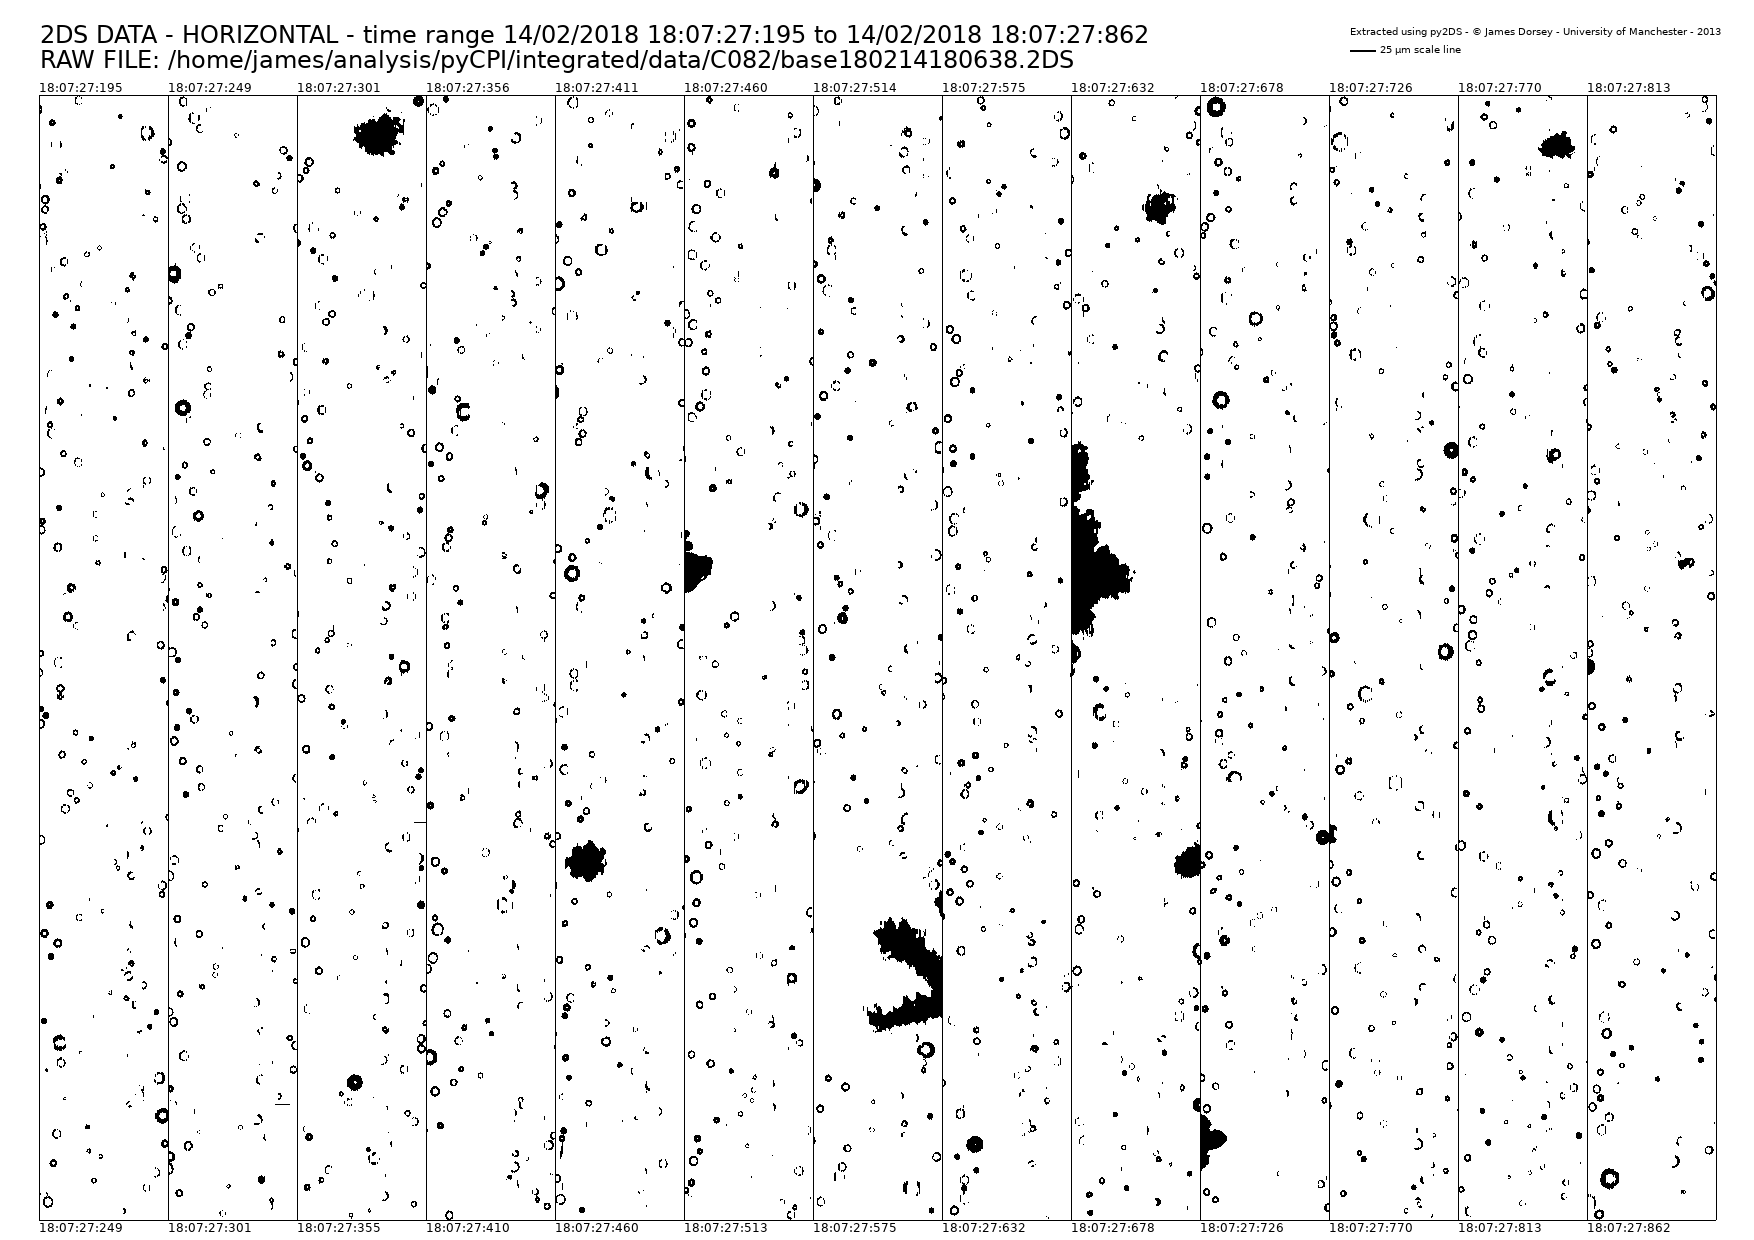 2DS DATA - HORIZONTAL - time range 14/02/2018 18:07:27:195 to 14/02/2018 18:07:27:862
RAW FILE: /home/james/analysis/pyCPI/integrated/data/C082/base180214180638.2DS
Extracted using py2DS - © James Dorsey - University of Manchester - 2013
25 µm scale line
18:07:27:195 18:07:27:249 18:07:27:301 18:07:27:356 18:07:27:411 18:07:27:460 18:07:27:514 18:07:27:575 18:07:27:632 18:07:27:678 18:07:27:726 18:07:27:770 18:07:27:813
18:07:27:249 18:07:27:301 18:07:27:355 18:07:27:410 18:07:27:460 18:07:27:513 18:07:27:575 18:07:27:632 18:07:27:678 18:07:27:726 18:07:27:770 18:07:27:813 18:07:27:862